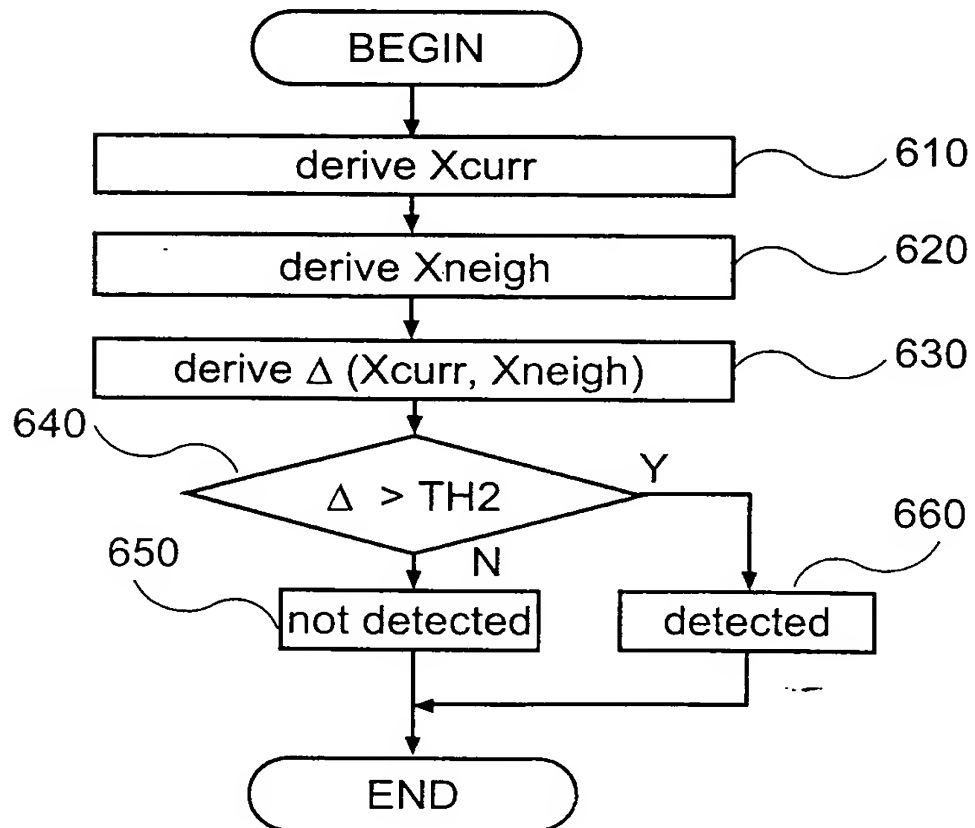 BEGIN
derive Xcurr
610
derive Xneigh
620
derive Δ (Xcurr, Xneigh)
630
640
Δ > TH2
Y
N
650
660
not detected
detected
END